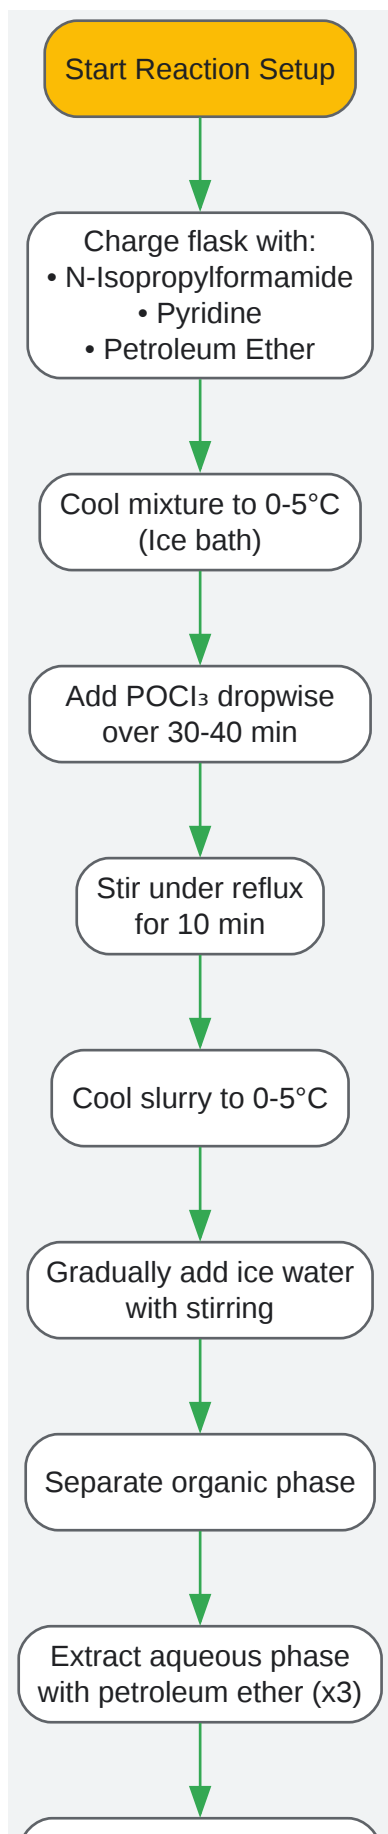 Start Reaction Setup
Charge flask with:
• N-Isopropylformamide
• Pyridine
• Petroleum Ether
Cool mixture to 0-5°C
(Ice bath)
Add POCl₃ dropwise
over 30-40 min
Stir under reflux
for 10 min
Cool slurry to 0-5°C
Gradually add ice water
with stirring
Separate organic phase
Extract aqueous phase
with petroleum ether (x3)